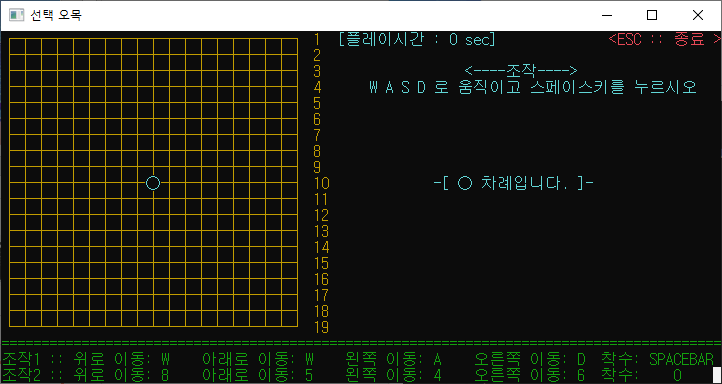 선택 오목
1 [플레이시간 : 0 sec] <ESC :: 종료 >
2
3 <----조작---->
4 W A S D 로 움직이고 스페이스키를 누르시오
5
6
7
8
9
10 -[ ○ 차례입니다. ]-
11
12
13
14
15
16
17
18
19
조작1 :: 위로 이동: W 아래로 이동: W 왼쪽 이동: A 오른쪽 이동: D 착수: SPACEBAR
조작2 :: 위로 이동: 8 아래로 이동: 5 왼쪽 이동: 4 오른쪽 이동: 6 착수: 0